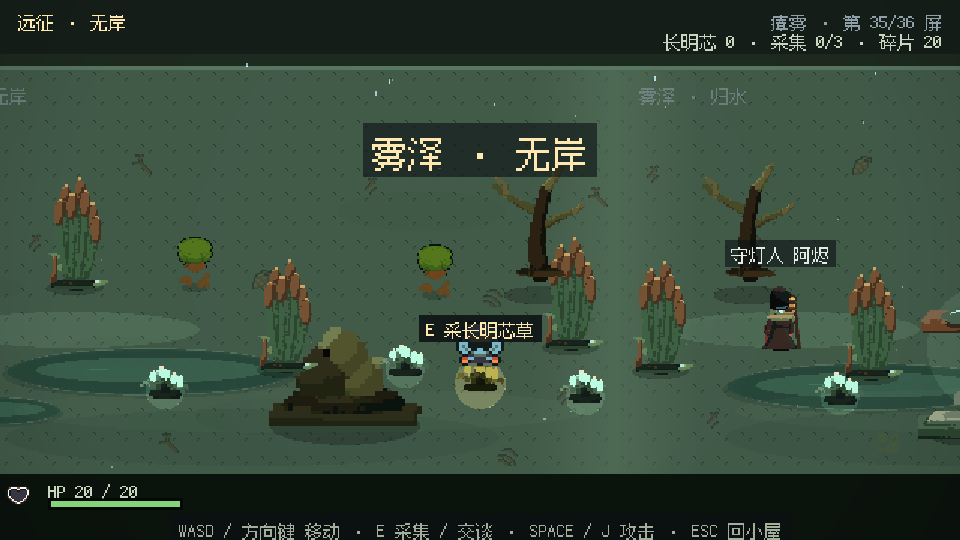 远征 · 无岸
瘴雾 · 第 35/36 屏
长明芯 0 · 采集 0/3 · 碎片 20
无岸
雾泽 · 归水
雾泽 · 无岸
守灯人 阿烬
E 采长明芯草
HP 20 / 20
WASD / 方向键 移动 · E 采集 / 交谈 · SPACE / J 攻击 · ESC 回小屋